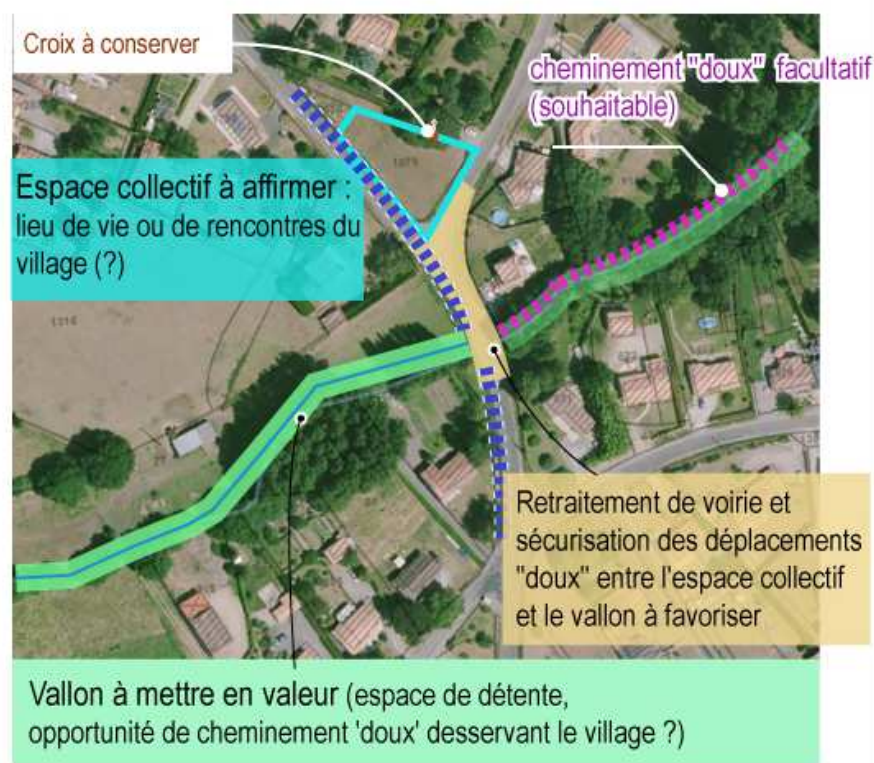 Croix à conserver
cheminement "doux" facultatif
(souhaitable)
Espace collectif à affirmer :
lieu de vie ou de rencontres du
village (?)
1075
1314
Retraitement de voirie et
sécurisation des déplacements
"doux" entre l'espace collectif
et le vallon à favoriser
Vallon à mettre en valeur (espace de détente,
opportunité de cheminement 'doux' desservant le village ?)